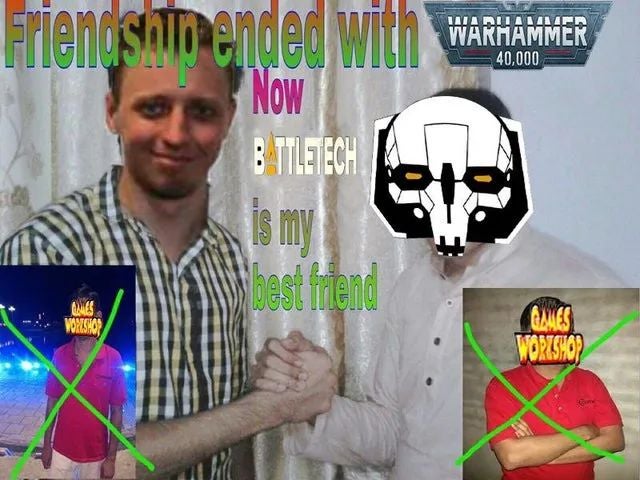 Friendship ended with
WARHAMMER
40,000
Now
BATTLETECH
is my
best friend
GAMES
WORKSHOP
GAMES
WORKSHOP